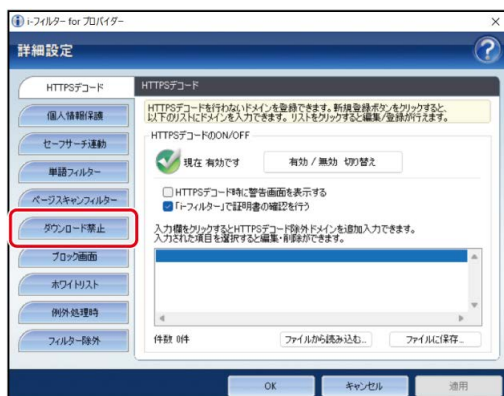 i-フィルター for プロバイダー
詳細設定
HTTPSデコード
個人情報保護
セーフサーチ連動
単語フィルター
ページスキャンフィルター
ダウンロード禁止
ブロック画面
ホワイトリスト
例外処理時
フィルター除外
HTTPSデコード
HTTPSデコードを行わないドメインを登録できます。新規登録ボタンをクリックすると、
以下のリストにドメインを入力できます。リストをクリックすると編集/登録が行えます。
HTTPSデコードのON/OFF
現在 有効です
有効 / 無効 切り替え
HTTPSデコード時に警告画面を表示する
「i-フィルター」で証明書の確認を行う
入力欄をクリックするとHTTPSデコード除外ドメインを追加入力できます。
入力された項目を選択すると編集・削除ができます。
件数 0件
ファイルから読み込む...
ファイルに保存...
OK
キャンセル
適用